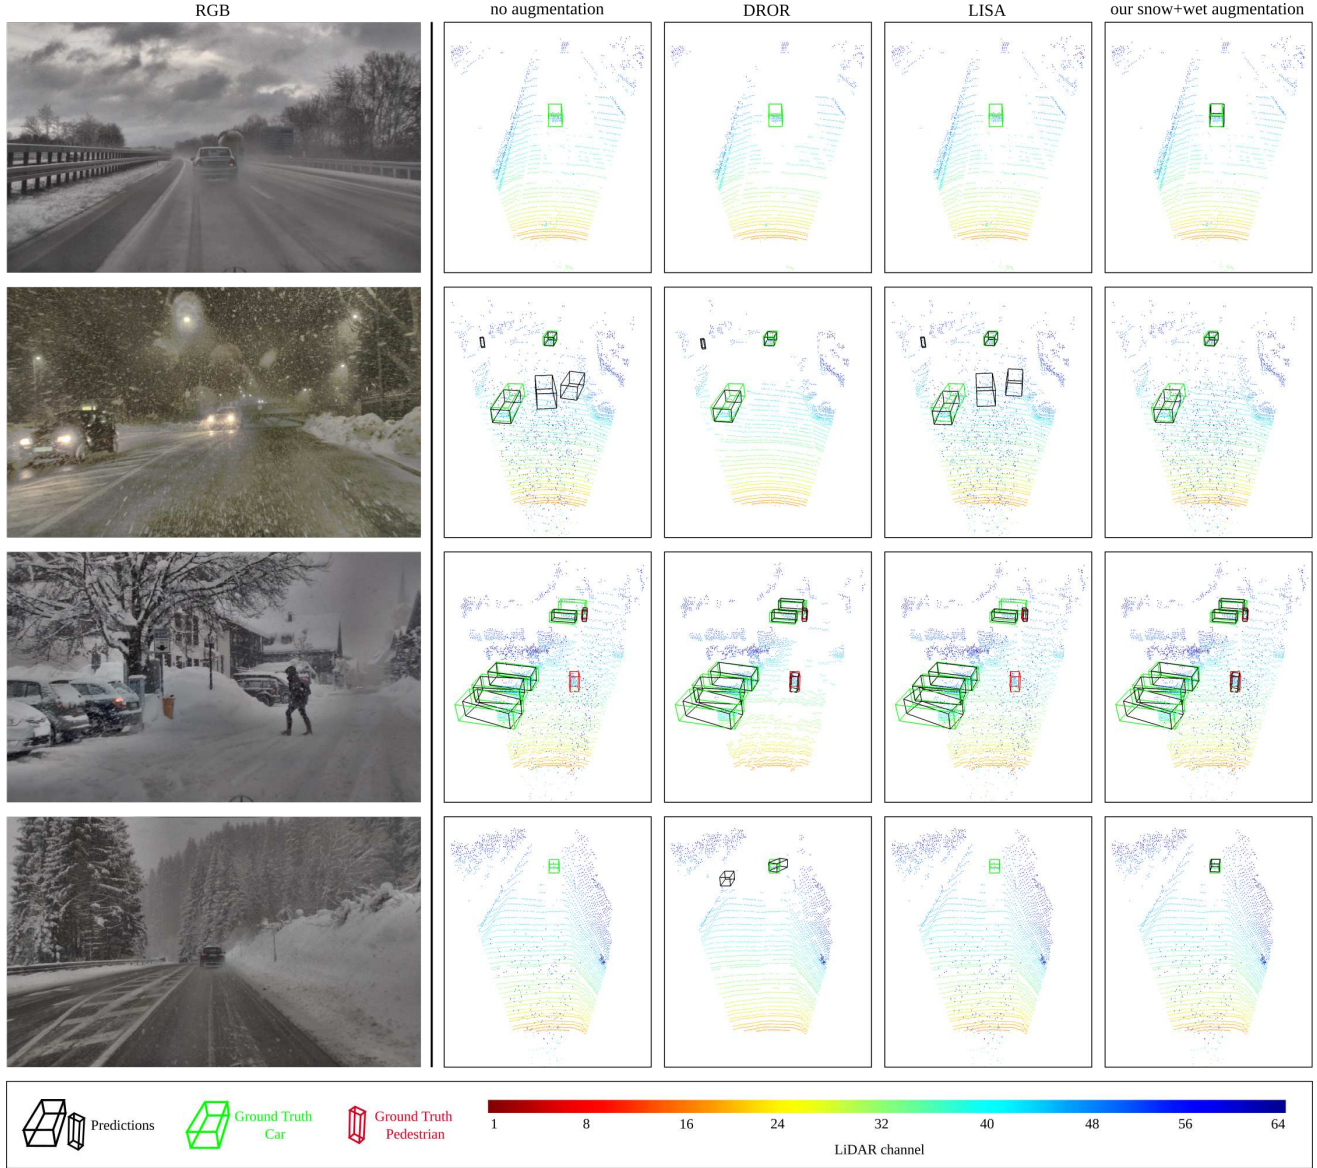 RGB
no augmentation
DROR
LISA
our snow+wet augmentation
Predictions
Ground Truth
Car
Ground Truth
Pedestrian
1 8 16 24 32 40 48 56 64
LiDAR channel